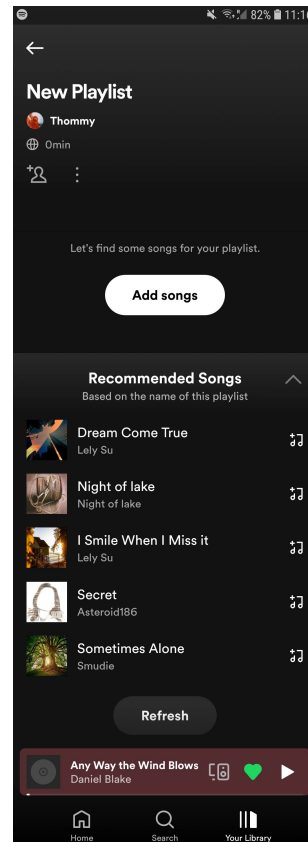 82% 11:16
New Playlist
Thommy
0min
Let's find some songs for your playlist.
Add songs
Recommended Songs
Based on the name of this playlist
Dream Come True
Lely Su
Night of lake
Night of lake
I Smile When I Miss it
Lely Su
Secret
Asteroid186
Sometimes Alone
Smudie
Refresh
Any Way the Wind Blows
Daniel Blake
Home Search Your Library